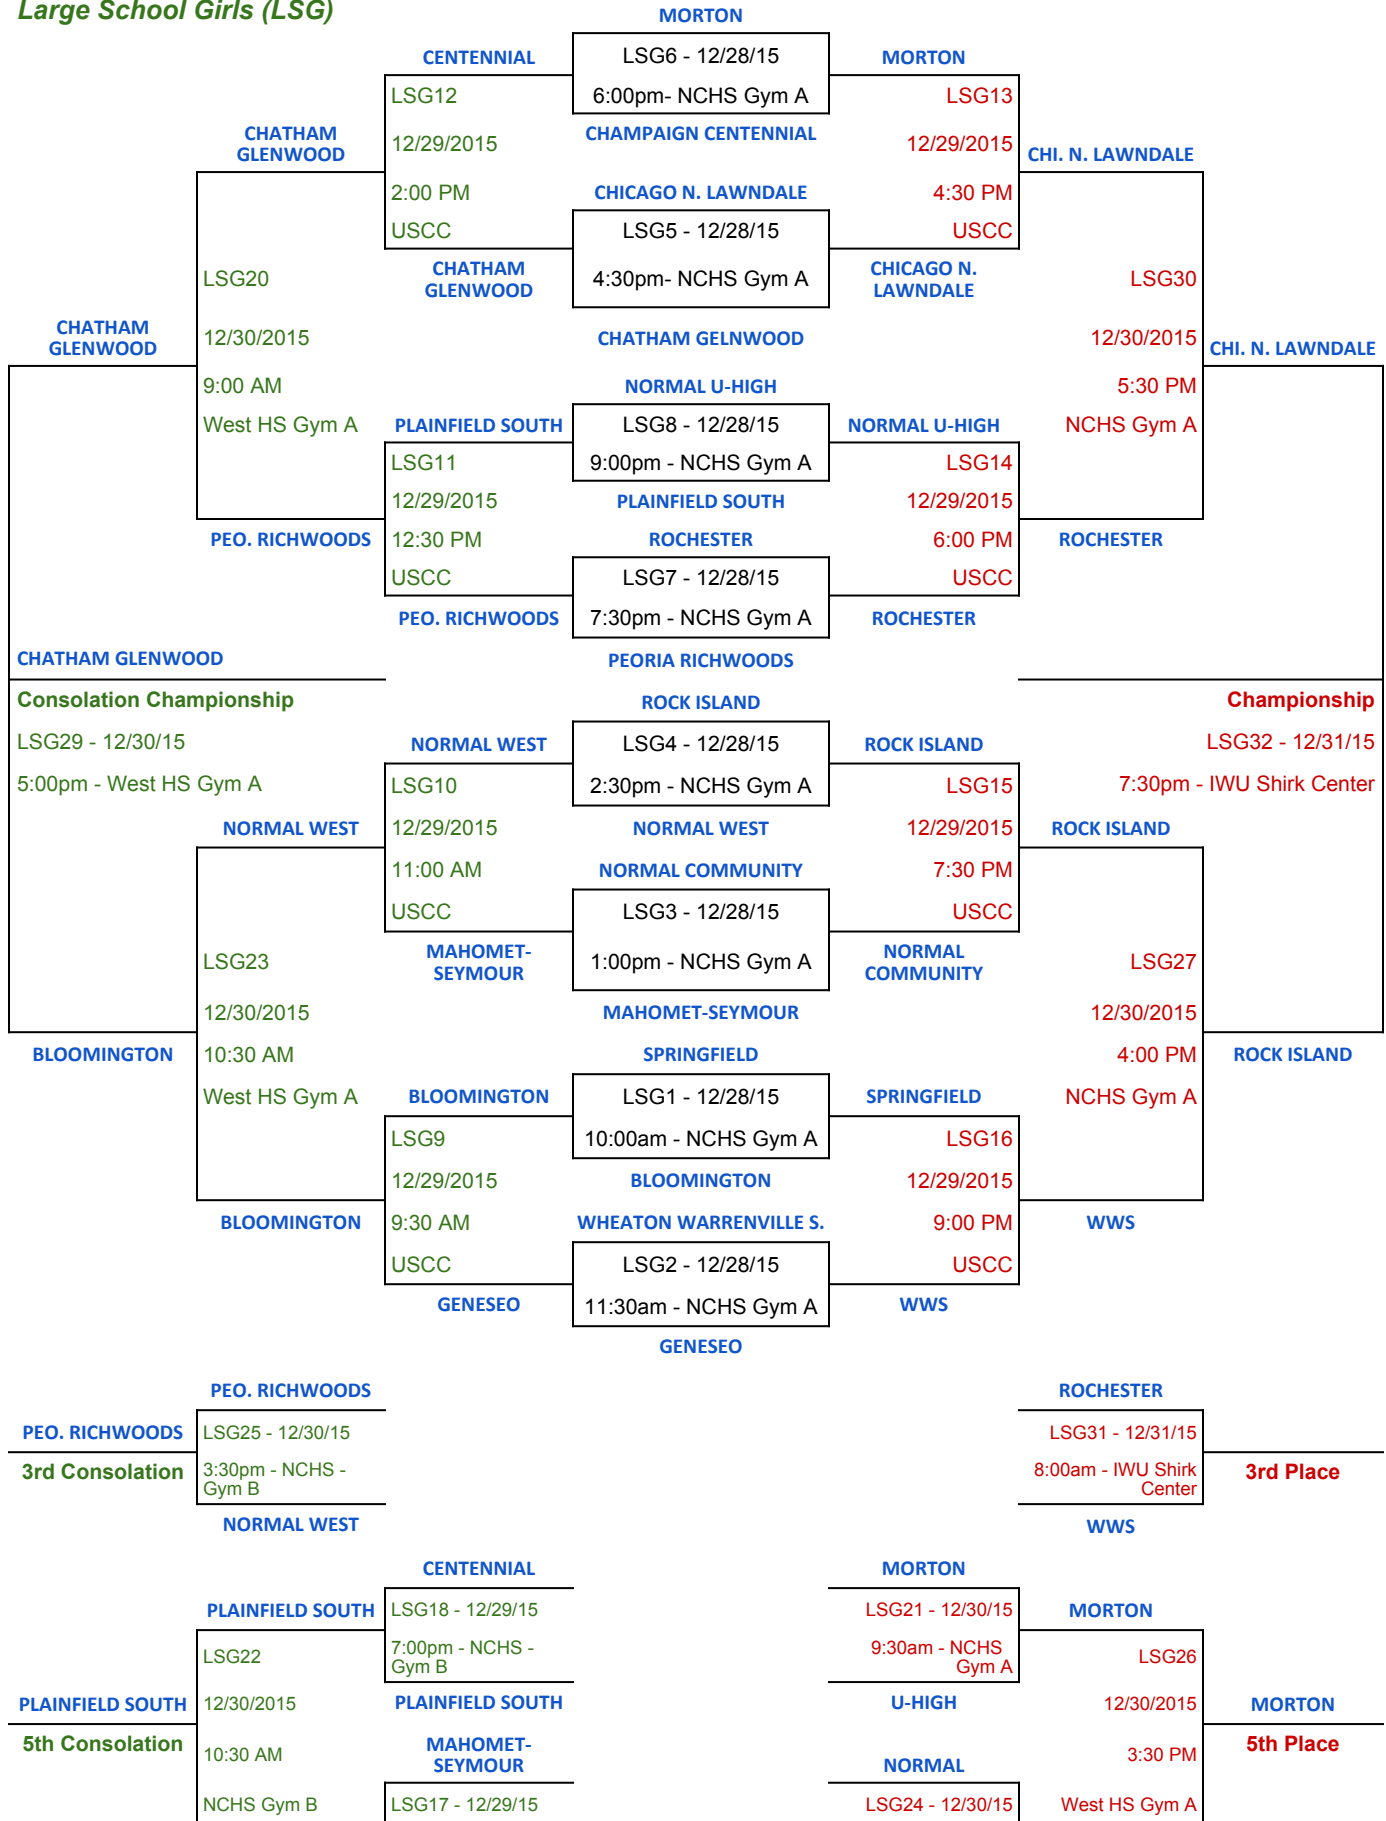 Large School Girls (LSG)
MORTON
CENTENNIAL
LSG6 - 12/28/15
MORTON
LSG12
6:00pm- NCHS Gym A
LSG13
CHATHAM
GLENWOOD
12/29/2015
CHAMPAIGN CENTENNIAL
12/29/2015
CHI. N. LAWNDALE
2:00 PM
CHICAGO N. LAWNDALE
4:30 PM
USCC
LSG5 - 12/28/15
USCC
LSG20
CHATHAM
GLENWOOD
4:30pm- NCHS Gym A
CHICAGO N.
LAWNDALE
LSG30
CHATHAM
GLENWOOD
12/30/2015
CHATHAM GELNWOOD
12/30/2015
CHI. N. LAWNDALE
9:00 AM
NORMAL U-HIGH
5:30 PM
West HS Gym A
PLAINFIELD SOUTH
LSG8 - 12/28/15
NORMAL U-HIGH
NCHS Gym A
LSG11
9:00pm - NCHS Gym A
LSG14
12/29/2015
PLAINFIELD SOUTH
12/29/2015
PEO. RICHWOODS
12:30 PM
ROCHESTER
6:00 PM
ROCHESTER
USCC
LSG7 - 12/28/15
USCC
PEO. RICHWOODS
7:30pm - NCHS Gym A
ROCHESTER
CHATHAM GLENWOOD
PEORIA RICHWOODS
Consolation Championship
ROCK ISLAND
Championship
LSG29 - 12/30/15
NORMAL WEST
LSG4 - 12/28/15
ROCK ISLAND
LSG32 - 12/31/15
5:00pm - West HS Gym A
LSG10
2:30pm - NCHS Gym A
LSG15
7:30pm - IWU Shirk Center
NORMAL WEST
12/29/2015
NORMAL WEST
12/29/2015
ROCK ISLAND
11:00 AM
NORMAL COMMUNITY
7:30 PM
USCC
LSG3 - 12/28/15
USCC
LSG23
MAHOMET-
SEYMOUR
1:00pm - NCHS Gym A
NORMAL
COMMUNITY
LSG27
12/30/2015
MAHOMET-SEYMOUR
12/30/2015
BLOOMINGTON
10:30 AM
SPRINGFIELD
4:00 PM
ROCK ISLAND
West HS Gym A
BLOOMINGTON
LSG1 - 12/28/15
SPRINGFIELD
NCHS Gym A
LSG9
10:00am - NCHS Gym A
LSG16
12/29/2015
BLOOMINGTON
12/29/2015
BLOOMINGTON
9:30 AM
WHEATON WARRENVILLE S.
9:00 PM
WWS
USCC
LSG2 - 12/28/15
USCC
GENESEO
11:30am - NCHS Gym A
WWS
GENESEO
PEO. RICHWOODS
ROCHESTER
PEO. RICHWOODS
LSG25 - 12/30/15
LSG31 - 12/31/15
3rd Consolation
3:30pm - NCHS -
Gym B
8:00am - IWU Shirk
Center
3rd Place
NORMAL WEST
WWS
CENTENNIAL
MORTON
PLAINFIELD SOUTH
LSG18 - 12/29/15
LSG21 - 12/30/15
MORTON
LSG22
7:00pm - NCHS -
Gym B
9:30am - NCHS
Gym A
LSG26
PLAINFIELD SOUTH
12/30/2015
PLAINFIELD SOUTH
U-HIGH
12/30/2015
MORTON
5th Consolation
10:30 AM
MAHOMET-
SEYMOUR
NORMAL
3:30 PM
5th Place
NCHS Gym B
LSG17 - 12/29/15
LSG24 - 12/30/15
West HS Gym A